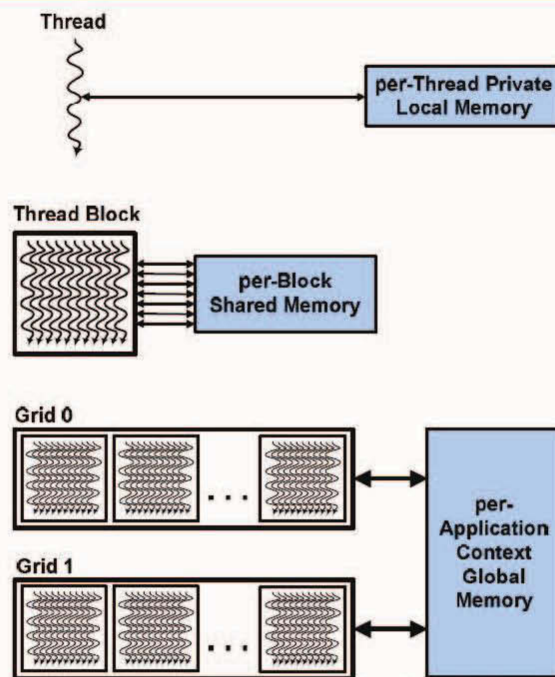 Thread
per-Thread Private
Local Memory
Thread Block
per-Block
Shared Memory
Grid 0
. . .
Grid 1
. . .
per-
Application
Context
Global
Memory